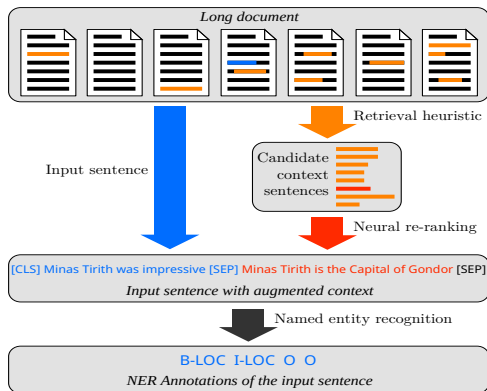 Long document
Retrieval heuristic
Input sentence
Candidate
context
sentences
Neural re-ranking
[CLS] Minas Tirith was impressive [SEP] Minas Tirith is the Capital of Gondor [SEP]
Input sentence with augmented context
Named entity recognition
B-LOC I-LOC O O
NER Annotations of the input sentence